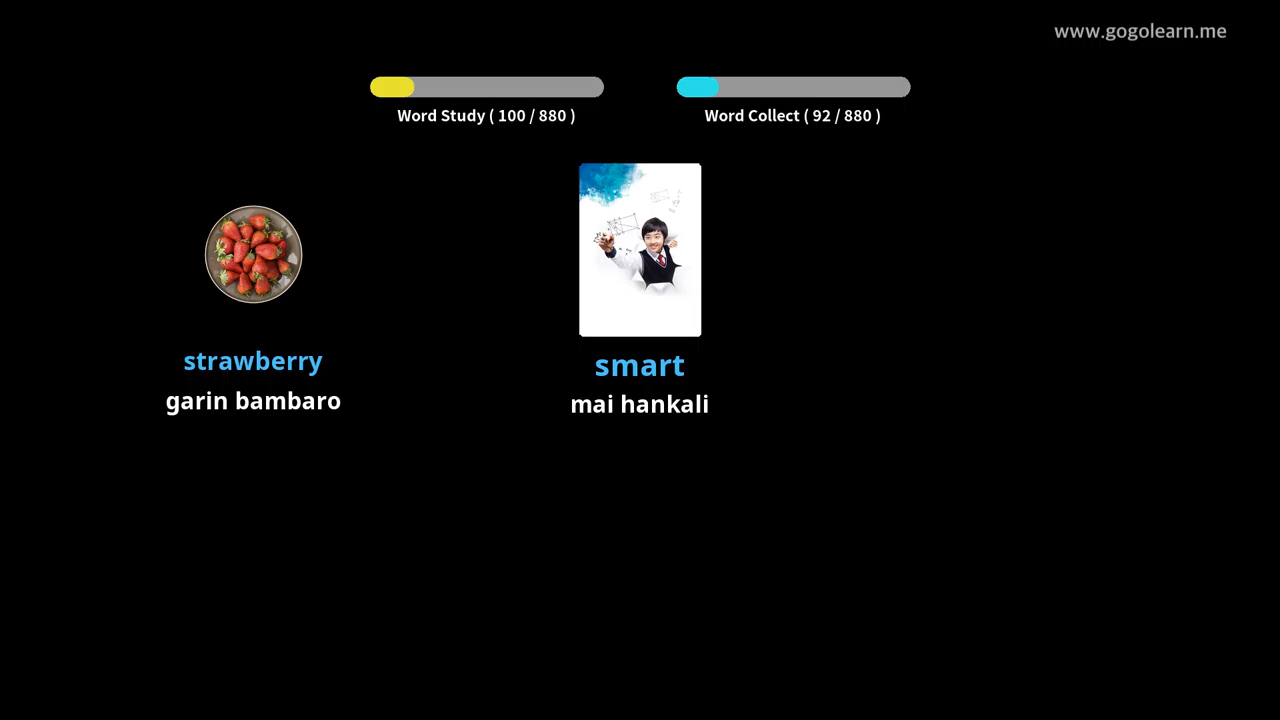 www.gogolearn.me
Word Study ( 100 / 880 )
Word Collect ( 92 / 880 )
strawberry
garin bambaro
smart
mai hankali